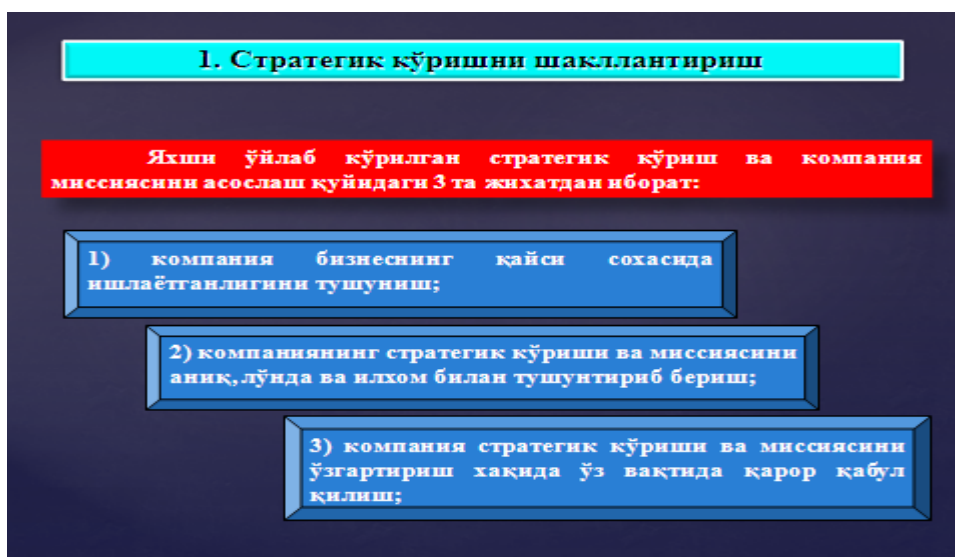 1. Стратегик кўришни шакллантириш
Яхши ўйлаб кўрилган стратегик кўриш ва компания
миссиясини асослаш қуйидаги 3 та жихатдан иборат:
1) компания бизнеснинг қайси сохасида
ишлаётганлигини тушуниш;
2) компаниянинг стратегик кўриши ва миссиясини
аниқ, лўнда ва илхом билан тушунтириб бериш;
3) компания стратегик кўриши ва миссиясини
ўзгартириш хақида ўз вақтида қарор қабул
қилиш;